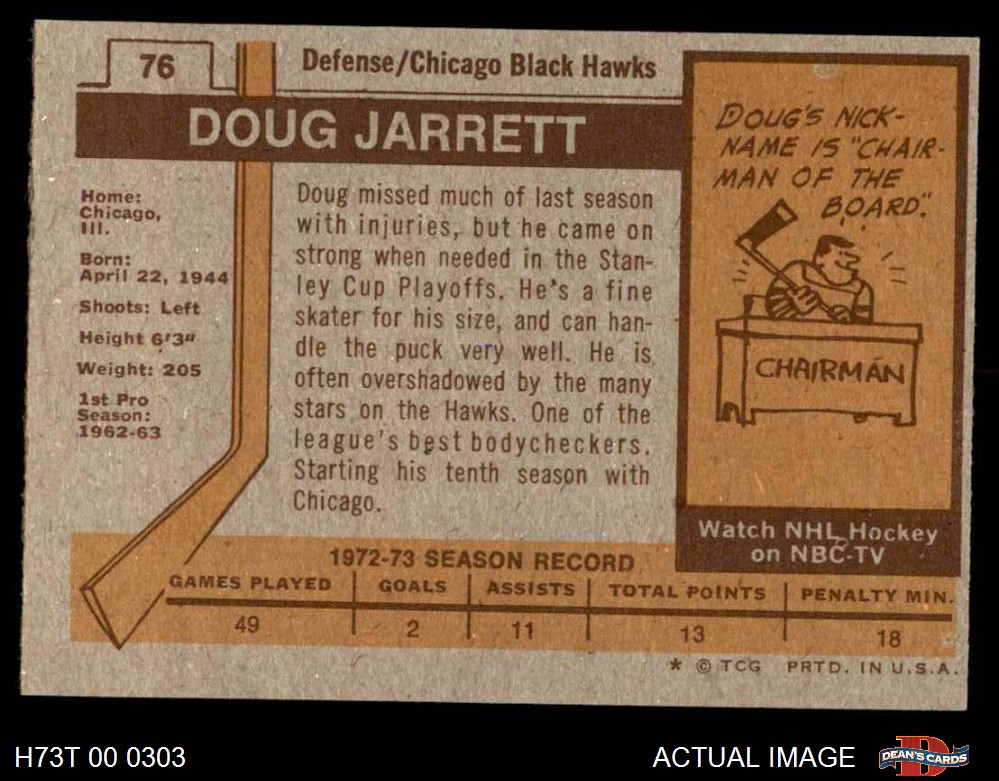 76
Defense/Chicago Black Hawks
DOUG JARRETT
Home:
Chicago,
Ill.
Born:
April 22, 1944
Shoots: Left
Height 6'3"
Weight: 205
1st Pro
Season:
1962-63
Doug missed much of last season
with injuries, but he came on
strong when needed in the Stan-
ley Cup Playoffs. He's a fine
skater for his size, and can han-
dle the puck very well. He is
often overshadowed by the many
stars on the Hawks. One of the
league's best bodycheckers.
Starting his tenth season with
Chicago.
DOUG'S NICK-
NAME IS "CHAIR-
MAN OF THE
BOARD."
CHAIRMAN
Watch NHL Hockey
on NBC-TV
1972-73 SEASON RECORD
GAMES PLAYED GOALS ASSISTS TOTAL POINTS PENALTY MIN.
49 2 11 13 18
* © TCG PRTD. IN U.S.A.
H73T 00 0303
ACTUAL IMAGE
DEAN'S CARDS